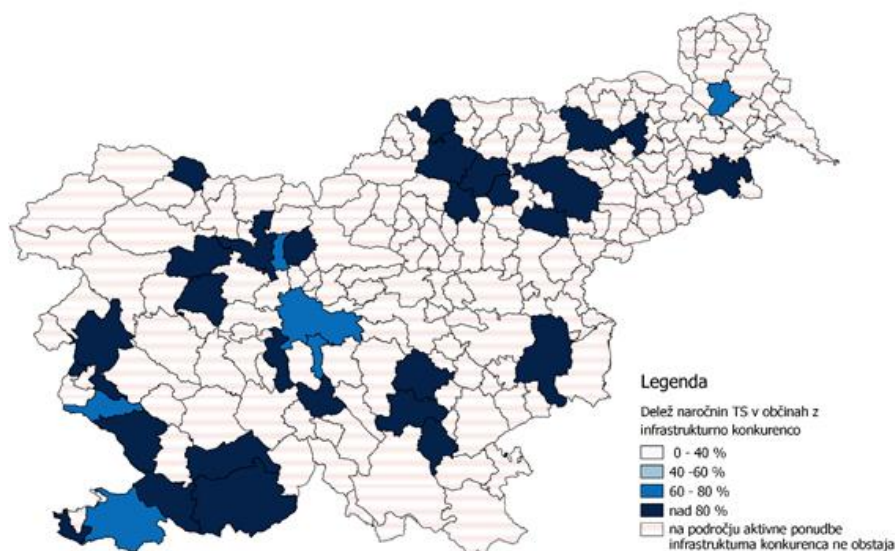 Legenda
Delež naročnin TS v občinah z
infrastrukturno konkurenco
0 - 40 %
40 -60 %
60 - 80 %
nad 80 %
na področju aktivne ponudbe
infrastrukturna konkurenca ne obstaja